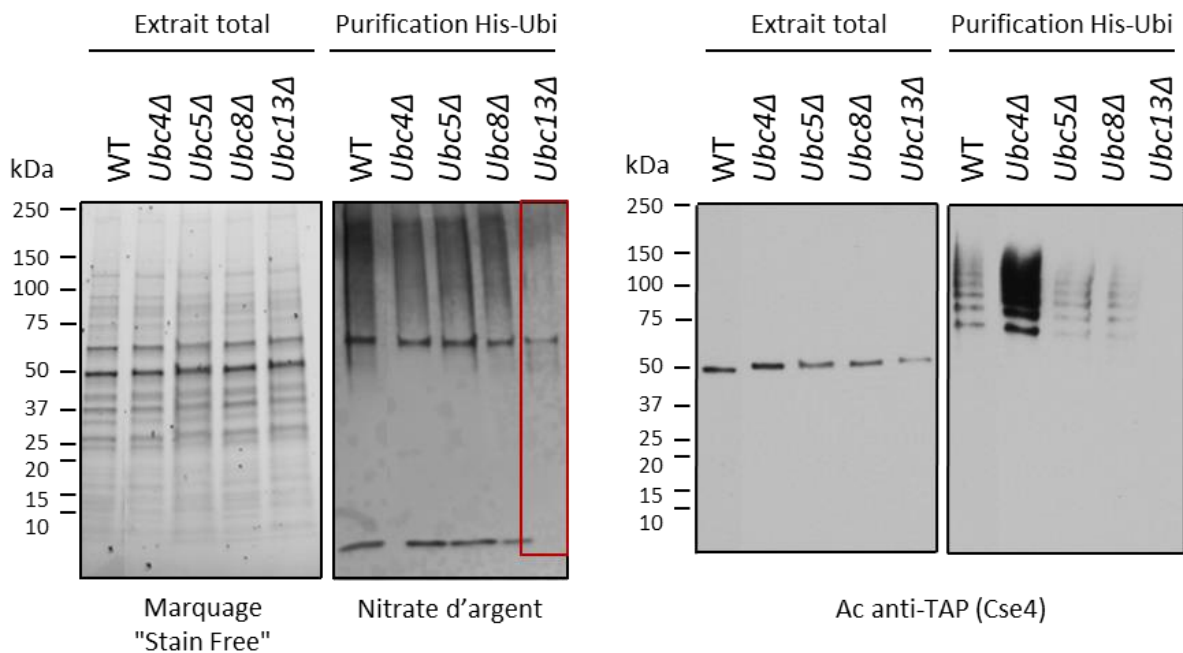 Extrait total
Purification His-Ubi
WT
Ubc4Δ
Ubc5Δ
Ubc8Δ
Ubc13Δ
WT
Ubc4Δ
Ubc5Δ
Ubc8Δ
Ubc13Δ
kDa
250
150
100
75
50
37
25
20
15
10
Marquage
"Stain Free"
Nitrate d'argent
Extrait total
Purification His-Ubi
WT
Ubc4Δ
Ubc5Δ
Ubc8Δ
Ubc13Δ
WT
Ubc4Δ
Ubc5Δ
Ubc8Δ
Ubc13Δ
kDa
250
150
100
75
50
37
25
20
15
10
Ac anti-TAP (Cse4)